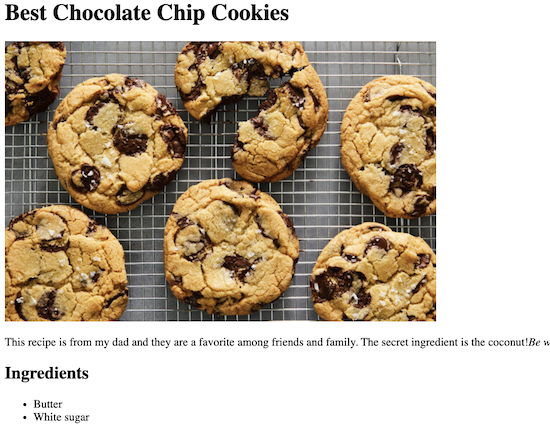 Best Chocolate Chip Cookies
This recipe is from my dad and they are a favorite among friends and family. The secret ingredient is the coconut!Be
Ingredients
Butter
White sugar